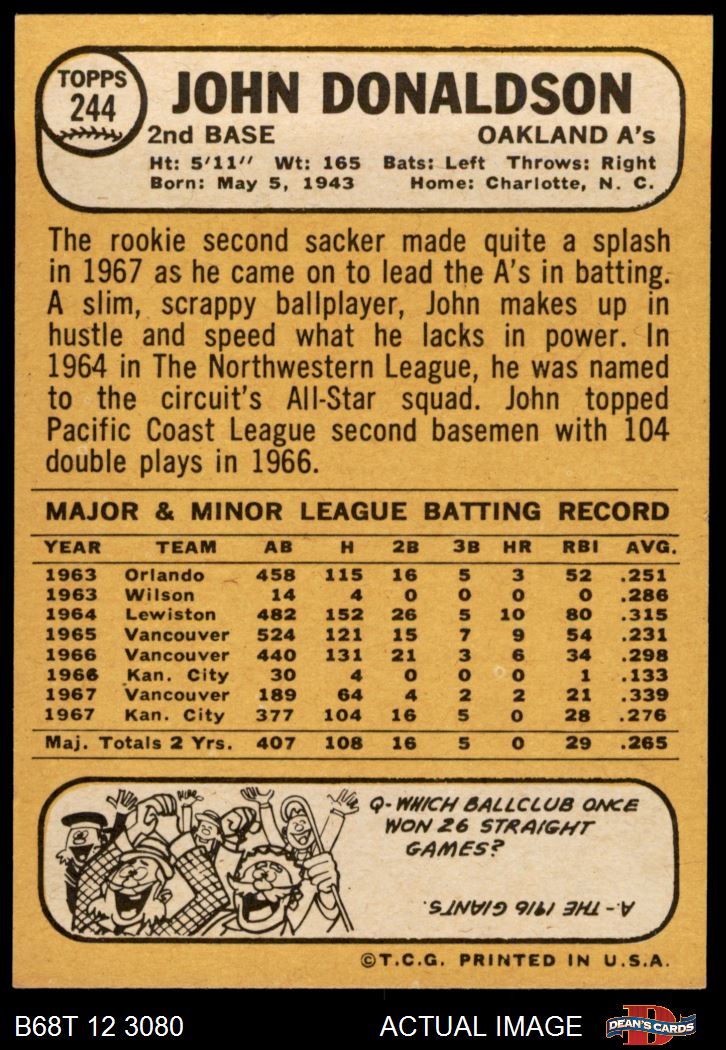 TOPPS
244
JOHN DONALDSON
2nd BASE OAKLAND A's
Ht: 5'11" Wt: 165 Bats: Left Throws: Right
Born: May 5, 1943 Home: Charlotte, N. C.
The rookie second sacker made quite a splash
in 1967 as he came on to lead the A's in batting.
A slim, scrappy ballplayer, John makes up in
hustle and speed what he lacks in power. In
1964 in The Northwestern League, he was named
to the circuit's All-Star squad. John topped
Pacific Coast League second basemen with 104
double plays in 1966.
MAJOR & MINOR LEAGUE BATTING RECORD
YEAR TEAM AB H 2B 3B HR RBI AVG.
1963 Orlando 458 115 16 5 3 52 .251
1963 Wilson 14 4 0 0 0 0 .286
1964 Lewiston 482 152 26 5 10 80 .315
1965 Vancouver 524 121 15 7 9 54 .231
1966 Vancouver 440 131 21 3 6 34 .298
1966 Kan. City 30 4 0 0 0 1 .133
1967 Vancouver 189 64 4 2 2 21 .339
1967 Kan. City 377 104 16 5 0 28 .276
Maj. Totals 2 Yrs. 407 108 16 5 0 29 .265
Q- WHICH BALLCLUB ONCE
WON 26 STRAIGHT
GAMES?
A.- THE 1916 GIANTS.
©T.C.G. PRINTED IN U.S.A.
B68T 12 3080 ACTUAL IMAGE DEAN'S CARDS